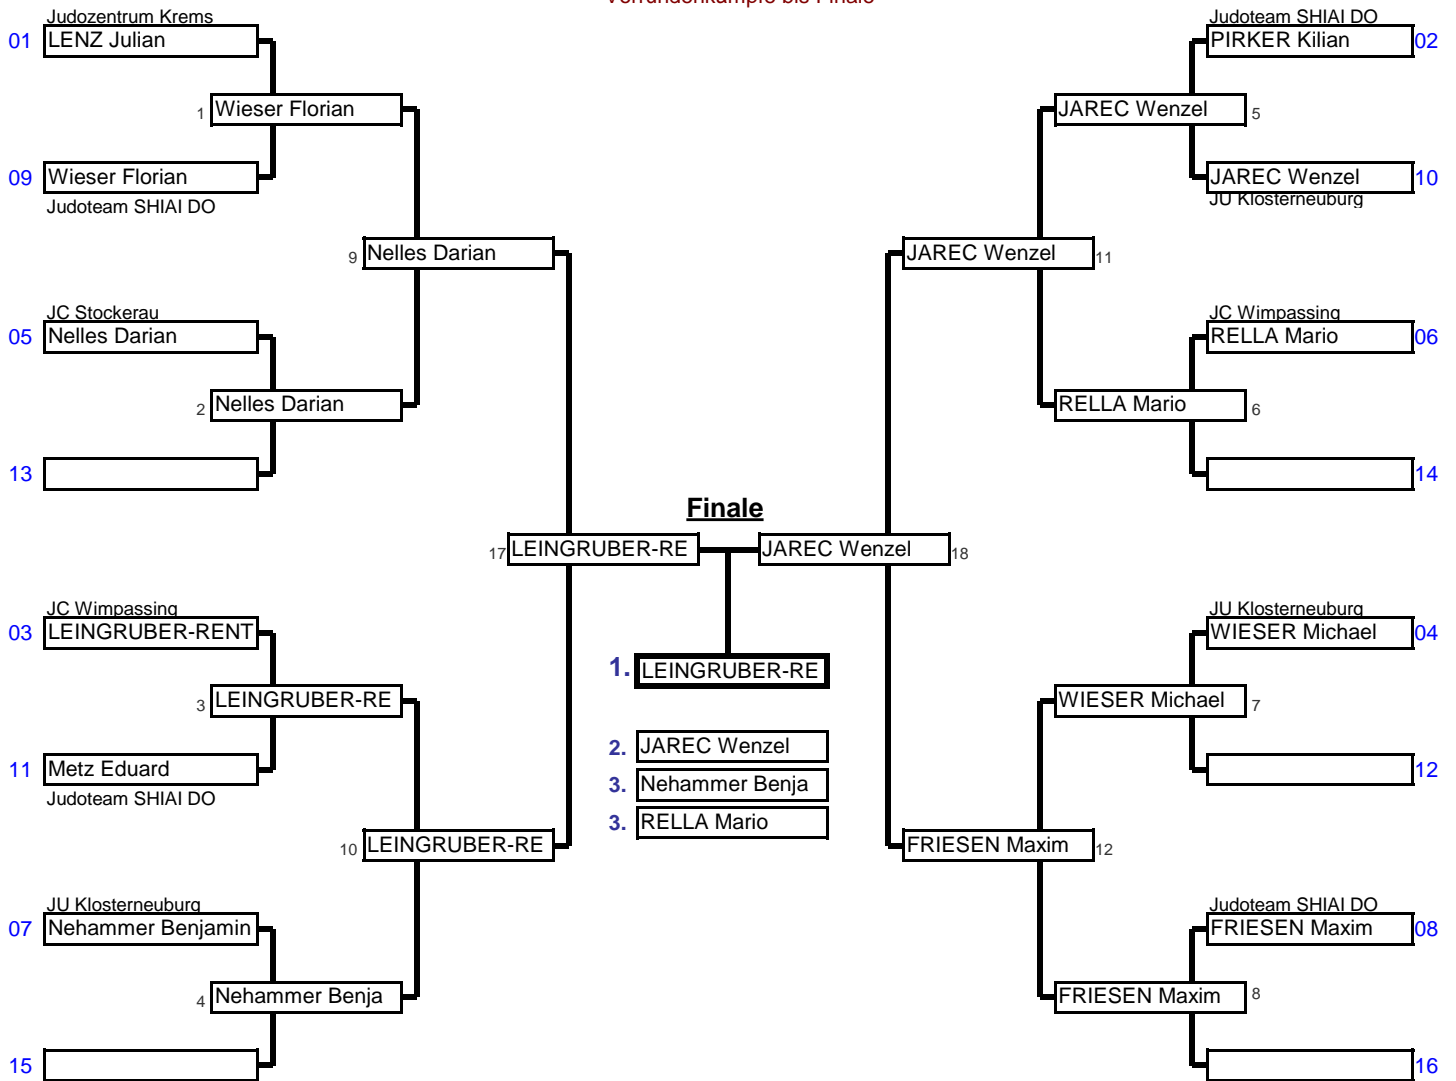 Vorrundenkämpfe bis Finale
Judozentrum Krems
01 LENZ Julian
1 Wieser Florian
09 Wieser Florian
Judoteam SHIAI DO
9 Nelles Darian
JC Stockerau
05 Nelles Darian
2 Nelles Darian
13
17 LEINGRUBER-RE
JC Wimpassing
03 LEINGRUBER-RENT
3 LEINGRUBER-RE
11 Metz Eduard
Judoteam SHIAI DO
10 LEINGRUBER-RE
JU Klosterneuburg
07 Nehammer Benjamin
4 Nehammer Benja
15
Finale
1. LEINGRUBER-RE
2. JAREC Wenzel
3. Nehammer Benja
3. RELLA Mario
Judoteam SHIAI DO
PIRKER Kilian 02
JAREC Wenzel 5
JAREC Wenzel 10
JU Klosterneuburg
JAREC Wenzel 11
JC Wimpassing
RELLA Mario 06
RELLA Mario 6
14
JAREC Wenzel 18
JU Klosterneuburg
WIESER Michael 04
WIESER Michael 7
12
FRIESEN Maxim 12
Judoteam SHIAI DO
FRIESEN Maxim 08
FRIESEN Maxim 8
16